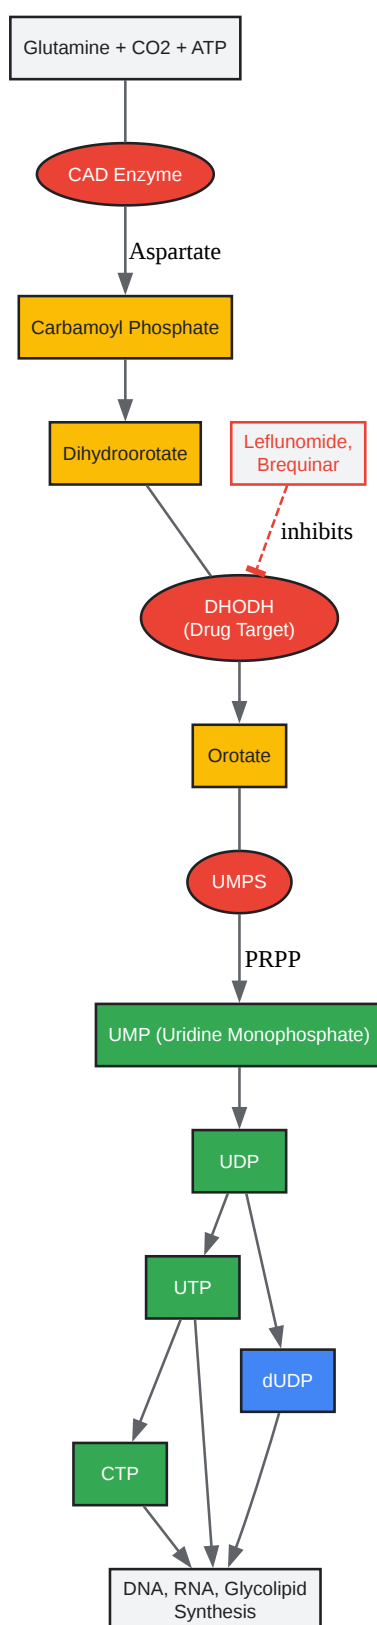 Glutamine + CO2 + ATP
CAD Enzyme
Aspartate
Carbamoyl Phosphate
Dihydroorotate
Leflunomide,
Brequinar
inhibits
DHODH
(Drug Target)
Orotate
UMPS
PRPP
UMP (Uridine Monophosphate)
UDP
UTP
dUDP
CTP
DNA, RNA, Glycolipid
Synthesis